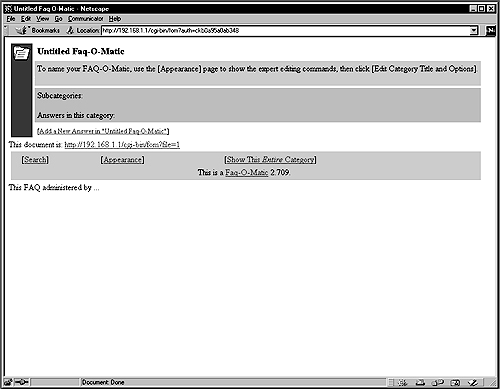 Untitled Faq-O-Matic - Netscape
File Edit View Go Communicator Help
Bookmarks Location: http://192.168.1.1/cgi-bin/fom?auth=ckb0a95a0ab348
Untitled Faq-O-Matic
To name your FAQ-O-Matic, use the [Appearance] page to show the expert editing commands, then click [Edit Category Title and Options].
Subcategories:
Answers in this category:
[Add a New Answer in "Untitled Faq-O-Matic"]
This document is: http://192.168.1.1/cgi-bin/fom?file=1
[Search] [Appearance] [Show This Entire Category]
This is a Faq-O-Matic 2.709.
This FAQ administered by ...
Document: Done